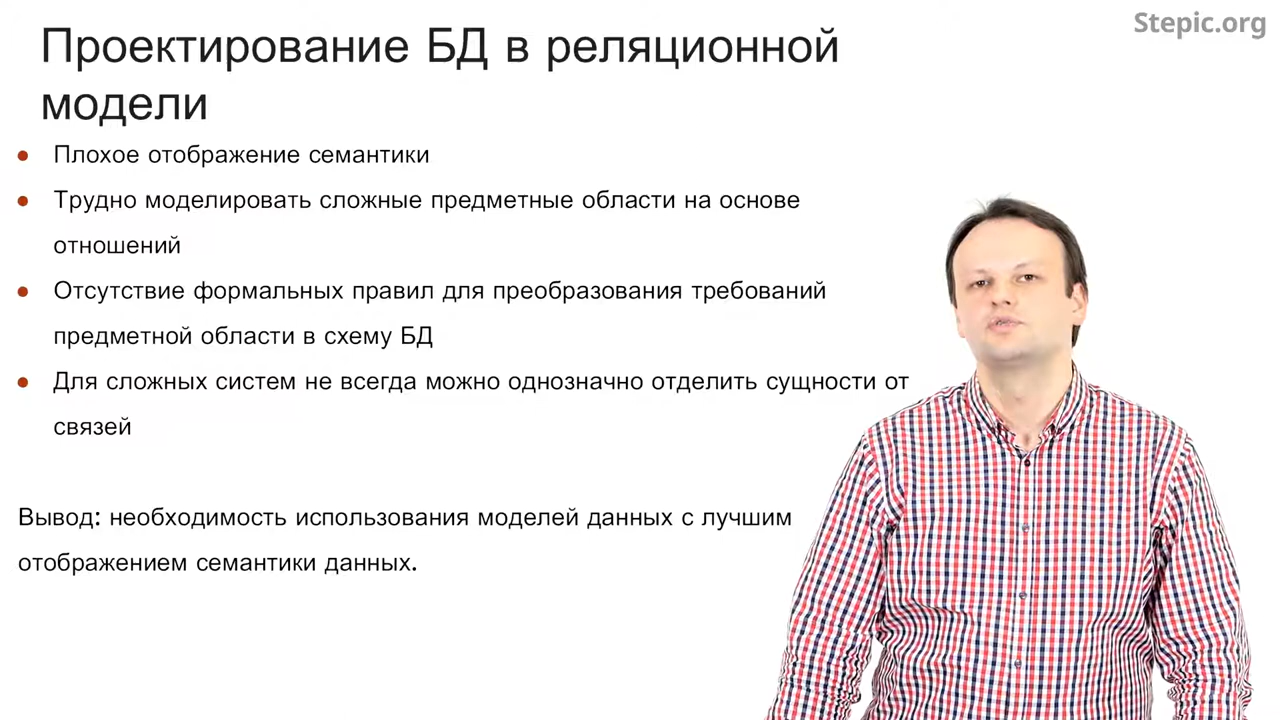 Stepic.org
Проектирование БД в реляционной
модели
Плохое отображение семантики
Трудно моделировать сложные предметные области на основе
отношений
Отсутствие формальных правил для преобразования требований
предметной области в схему БД
Для сложных систем не всегда можно однозначно отделить сущности от
связей
Вывод: необходимость использования моделей данных с лучшим
отображением семантики данных.